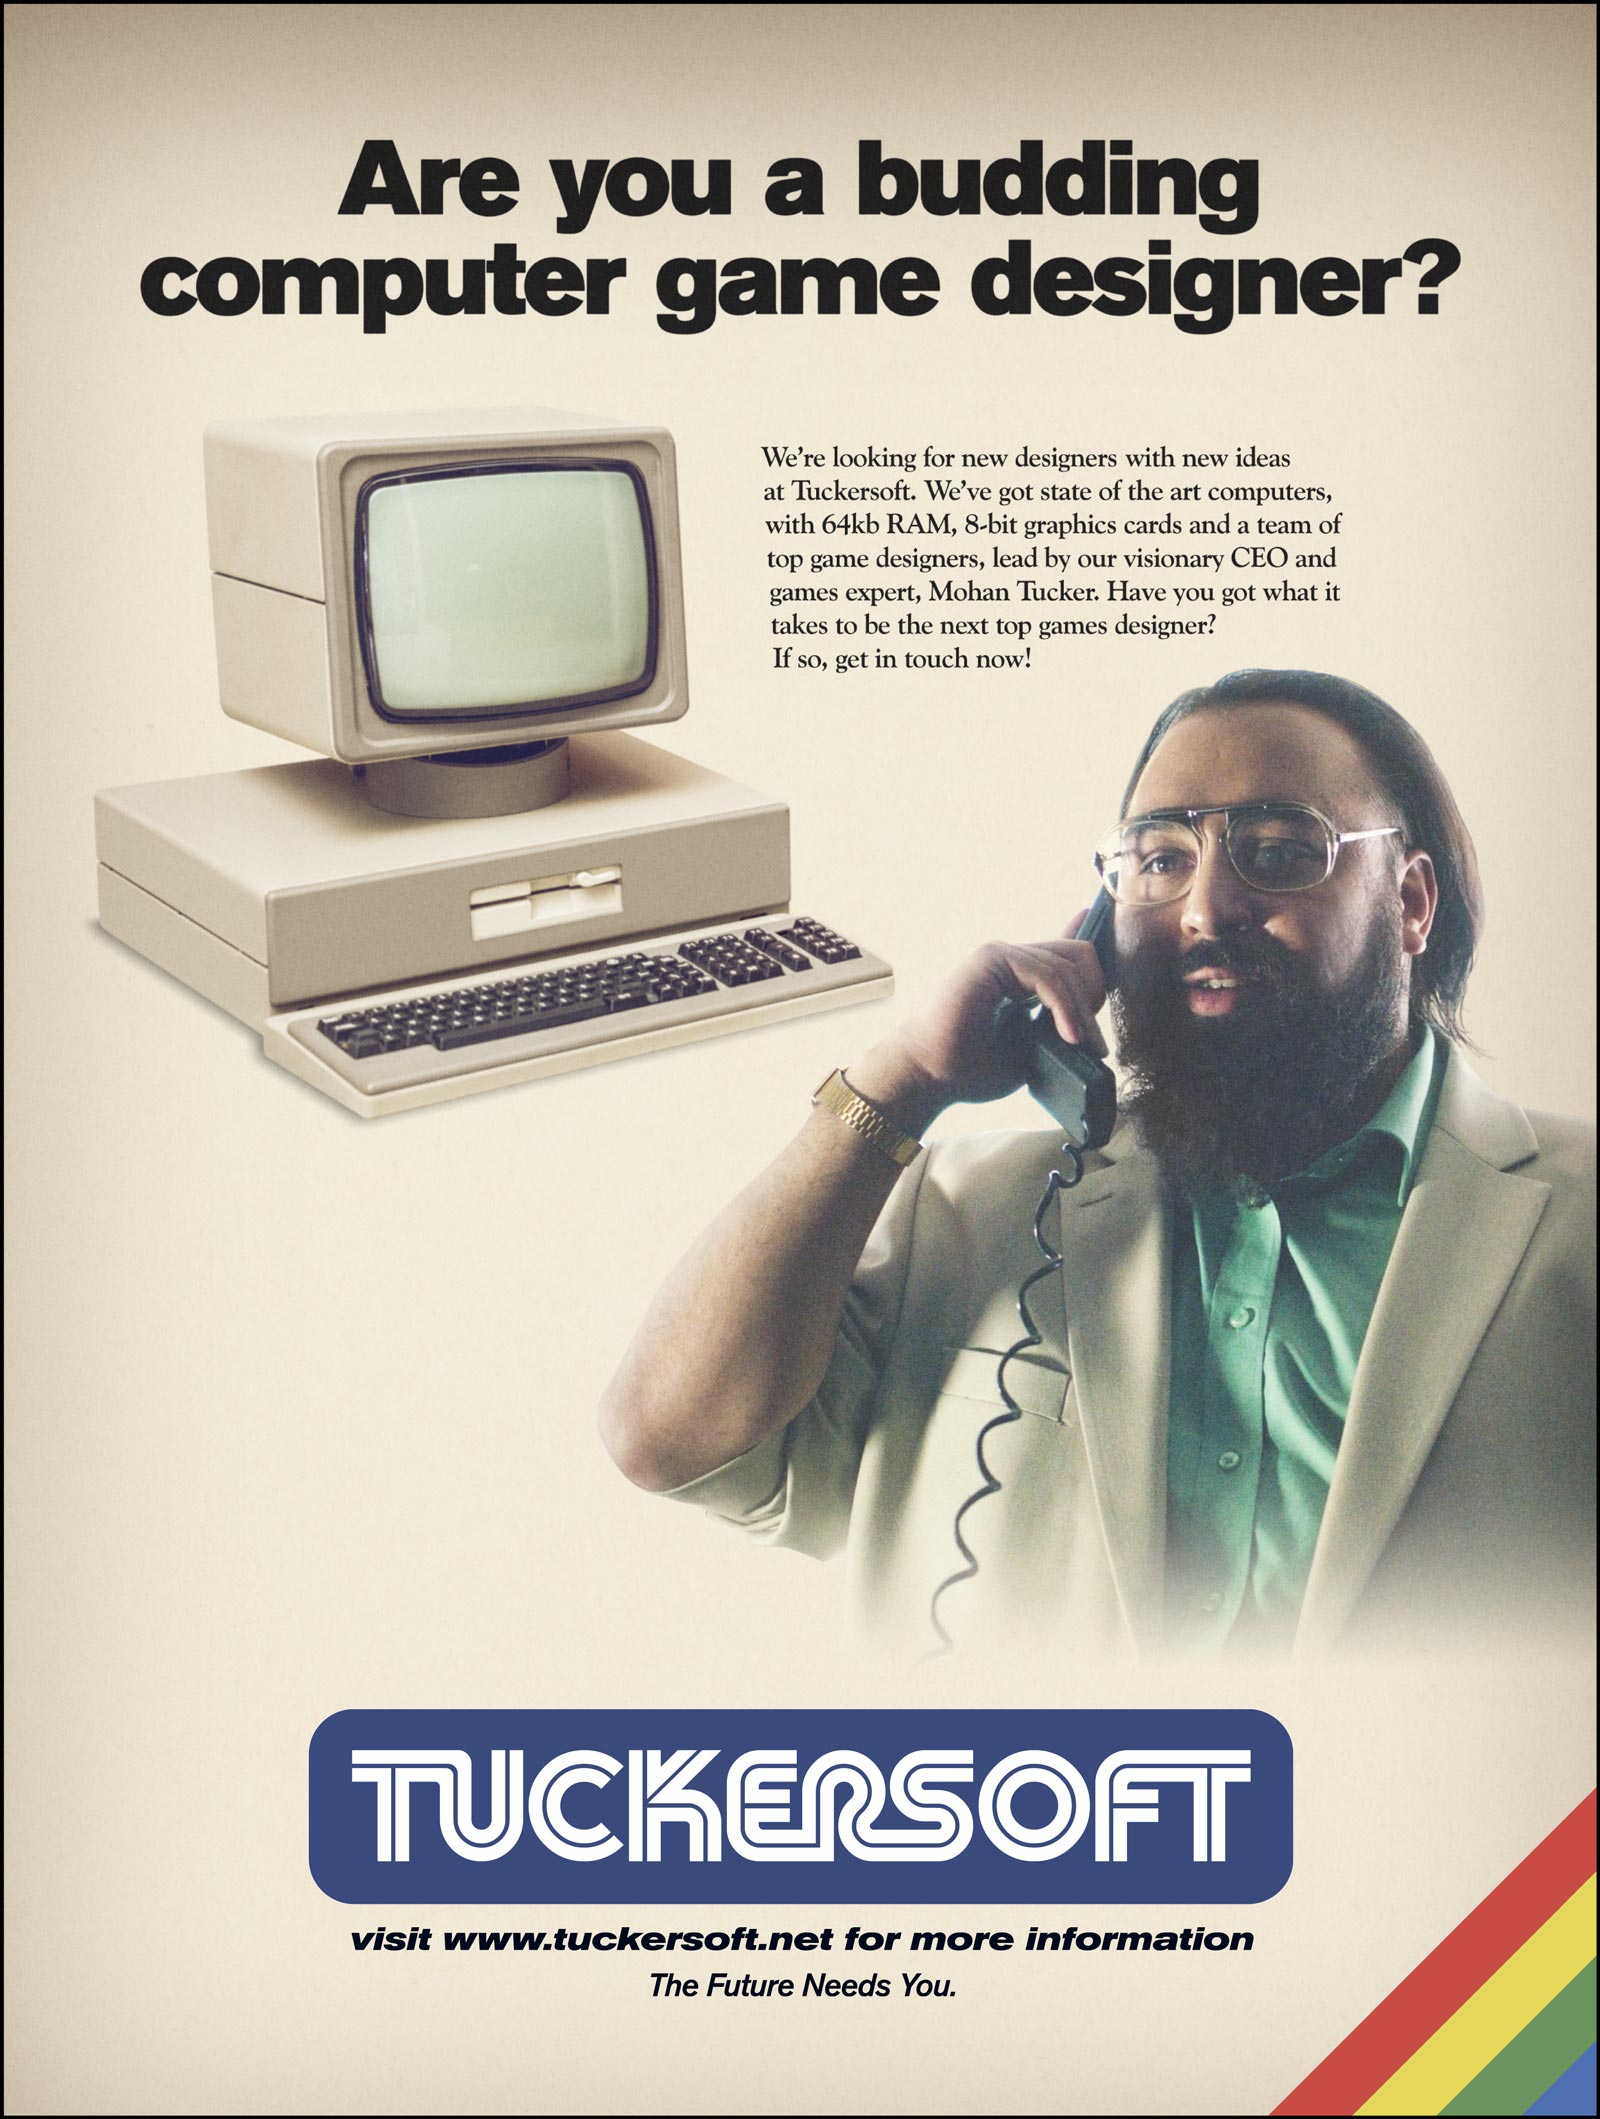 Are you a budding
computer game designer?
We're looking for new designers with new ideas
at Tuckersoft. We've got state of the art computers,
with 64kb RAM, 8-bit graphics cards and a team of
top game designers, lead by our visionary CEO and
games expert, Mohan Tucker. Have you got what it
takes to be the next top games designer?
If so, get in touch now!
TUCKERSOFT
visit www.tuckersoft.net for more information
The Future Needs You.